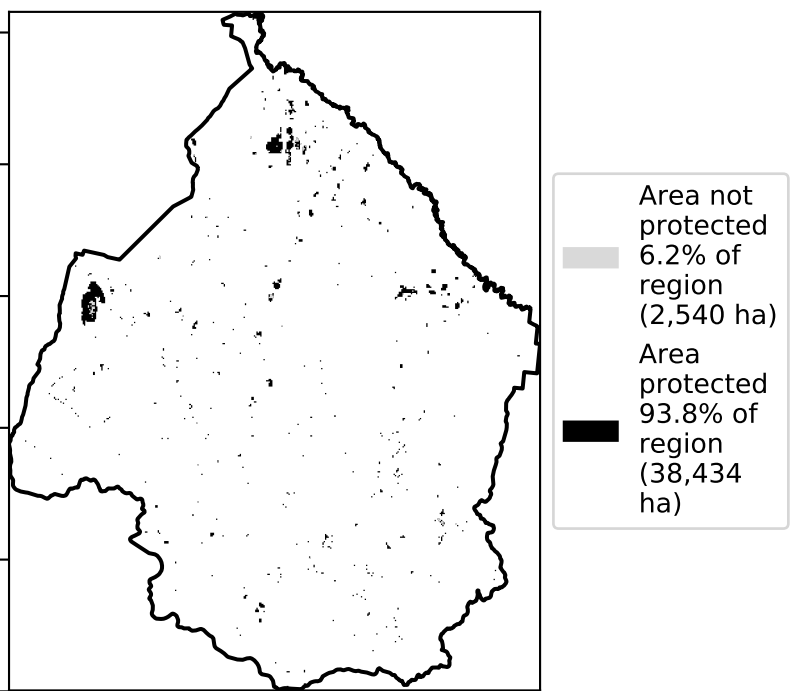 Area not
protected
6.2% of
region
(2,540 ha)
Area
protected
93.8% of
region
(38,434
ha)